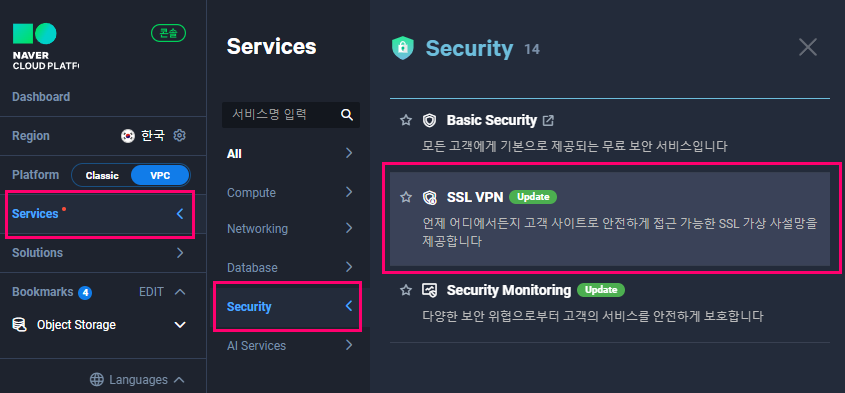 콘솔
NAVER
CLOUD PLATF
Dashboard
Region 한국
Platform Classic VPC
Services
Solutions
Bookmarks 4 EDIT
Object Storage
Languages
Services
서비스명 입력
All
Compute
Networking
Database
Security
AI Services
Security 14
Basic Security
모든 고객에게 기본으로 제공되는 무료 보안 서비스입니다
SSL VPN Update
언제 어디에서든지 고객 사이트로 안전하게 접근 가능한 SSL 가상 사설망을
제공합니다
Security Monitoring Update
다양한 보안 위협으로부터 고객의 서비스를 안전하게 보호합니다